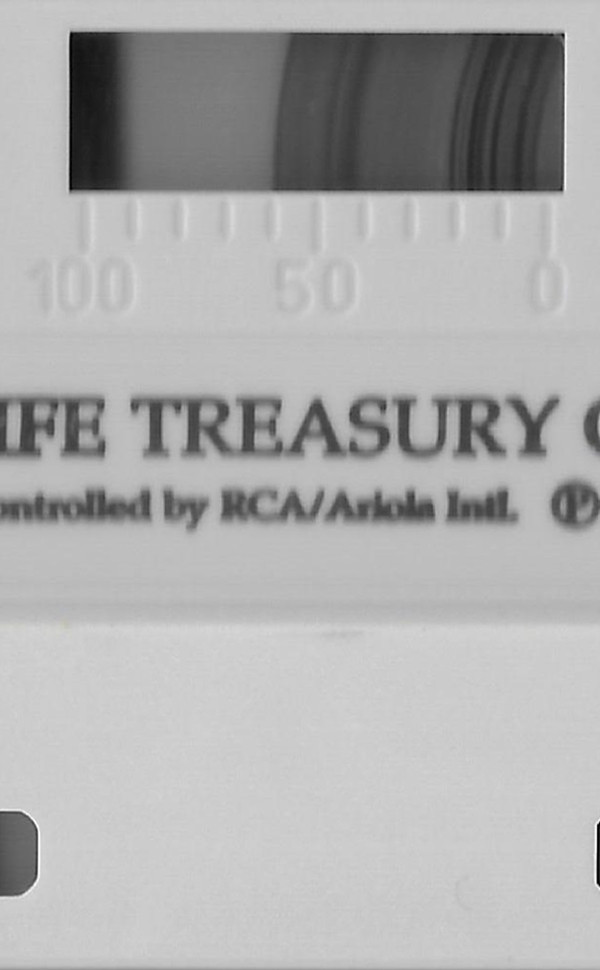 100 50 0
IFE TREASURY
ontrolled by RCA/Ariola Intl. ℗